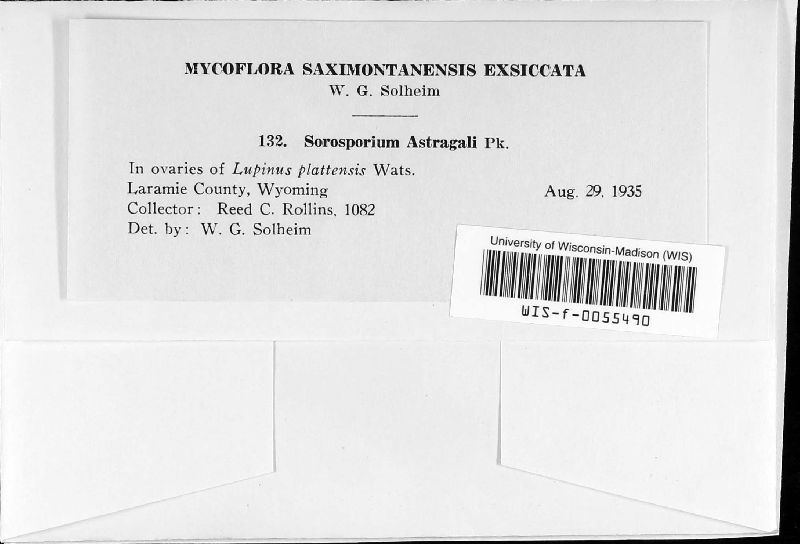 MYCOFLORA SAXIMONTANENSIS EXSICCATA
W. G. Solheim
132. Sorosporium Astragali Pk.
In ovaries of Lupinus plattensis Wats.
Laramie County, Wyoming Aug. 29, 1935
Collector: Reed C. Rollins, 1082
Det. by: W. G. Solheim
University of Wisconsin-Madison (WIS)
WIS-f-0055490